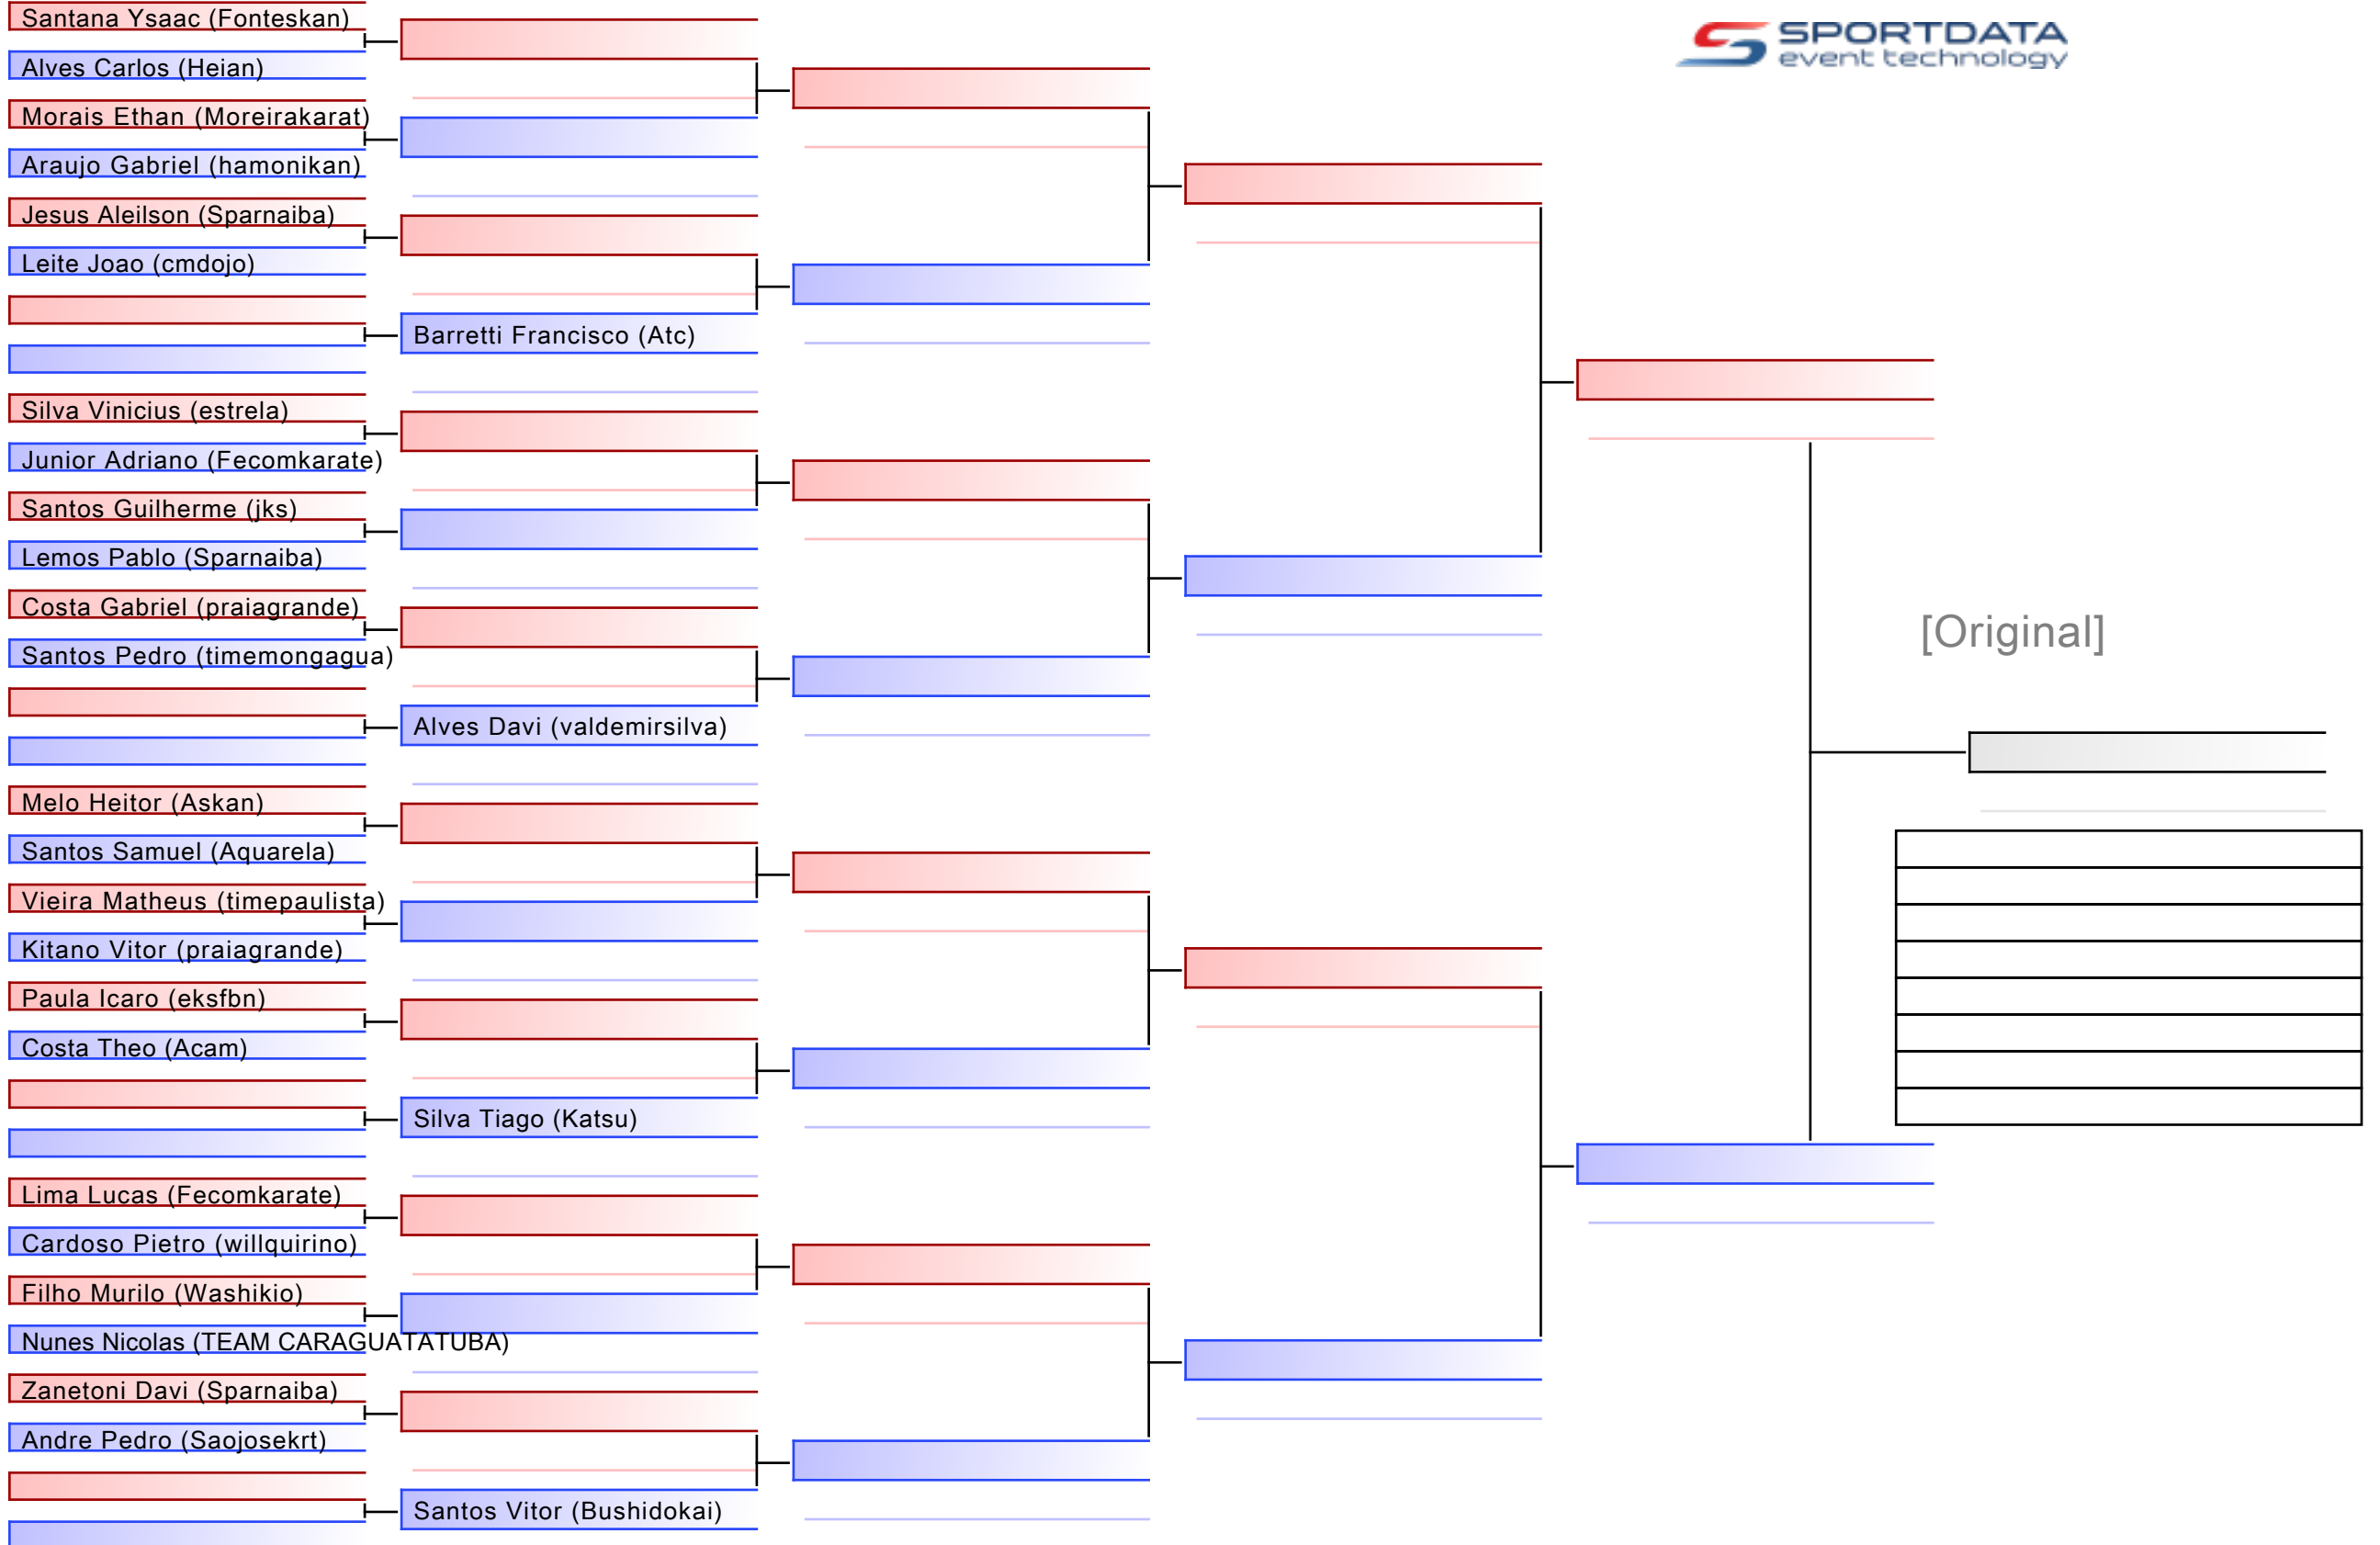 Santana Ysaac (Fonteskan)
Alves Carlos (Heian)
Morais Ethan (Moreirakarat)
Araujo Gabriel (hamonikan)
Jesus Aleilson (Sparnaiba)
Leite Joao (cmdojo)
Barretti Francisco (Atc)
Silva Vinicius (estrela)
Junior Adriano (Fecomkarate)
Santos Guilherme (jks)
Lemos Pablo (Sparnaiba)
Costa Gabriel (praiagrande)
Santos Pedro (timemongagua)
Alves Davi (valdemirsilva)
Melo Heitor (Askan)
Santos Samuel (Aquarela)
Vieira Matheus (timepaulista)
Kitano Vitor (praiagrande)
Paula Icaro (eksfbn)
Costa Theo (Acam)
Silva Tiago (Katsu)
Lima Lucas (Fecomkarate)
Cardoso Pietro (willquirino)
Filho Murilo (Washikio)
Nunes Nicolas (TEAM CARAGUATATUBA)
Zanetoni Davi (Sparnaiba)
Andre Pedro (Saojosekrt)
Santos Vitor (Bushidokai)
SPORTDATA
event technology
[Original]